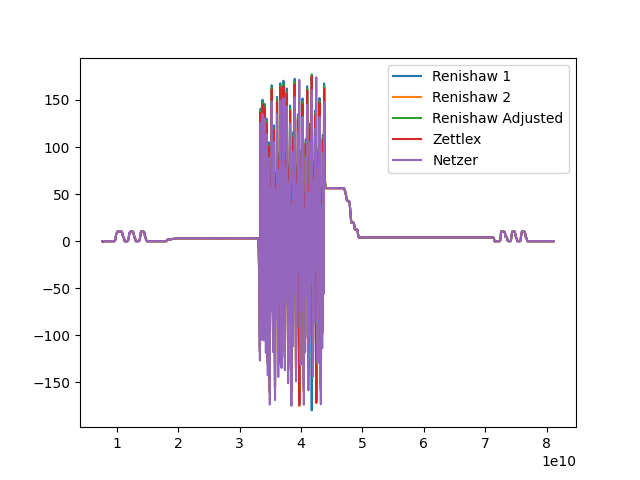 Renishaw 1
Renishaw 2
Renishaw Adjusted
Zettlex
Netzer
150
100
50
0
−50
−100
−150
1 2 3 4 5 6 7 8
1e10